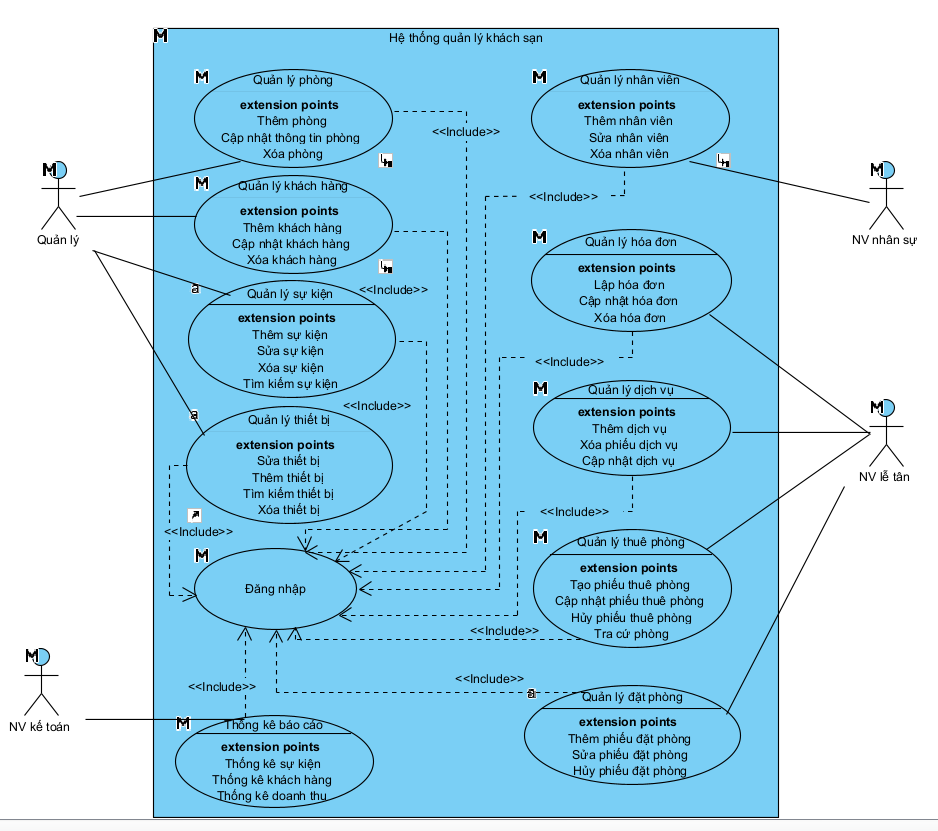 Hệ thống quản lý khách sạn
Quản lý phòng
extension points
Thêm phòng
Cập nhật thông tin phòng
Xóa phòng
Quản lý nhân viên
extension points
Thêm nhân viên
Sửa nhân viên
Xóa nhân viên
<<Include>>
Quản lý
Quản lý khách hàng
extension points
Thêm khách hàng
Cập nhật khách hàng
Xóa khách hàng
<<Include>>
NV nhân sự
Quản lý hóa đơn
extension points
Lập hóa đơn
Cập nhật hóa đơn
Xóa hóa đơn
<<Include>>
Quản lý sự kiện
extension points
Thêm sự kiện
Sửa sự kiện
Xóa sự kiện
Tìm kiếm sự kiện
<<Include>>
<<Include>>
Quản lý dịch vụ
extension points
Thêm dịch vụ
Xóa phiếu dịch vụ
Cập nhật dịch vụ
Quản lý thiết bị
extension points
Sửa thiết bị
Thêm thiết bị
Tìm kiếm thiết bị
Xóa thiết bị
NV lễ tân
<<Include>>
<<Include>>
Quản lý thuê phòng
extension points
Tạo phiếu thuê phòng
Cập nhật phiếu thuê phòng
Hủy phiếu thuê phòng
Tra cứ phòng
Đăng nhập
<<Include>>
<<Include>>
<<Include>>
NV kế toán
Quản lý đặt phòng
extension points
Thêm phiếu đặt phòng
Sửa phiếu đặt phòng
Hủy phiếu đặt phòng
Thống kê báo cáo
extension points
Thống kê sự kiện
Thống kê khách hàng
Thống kê doanh thu